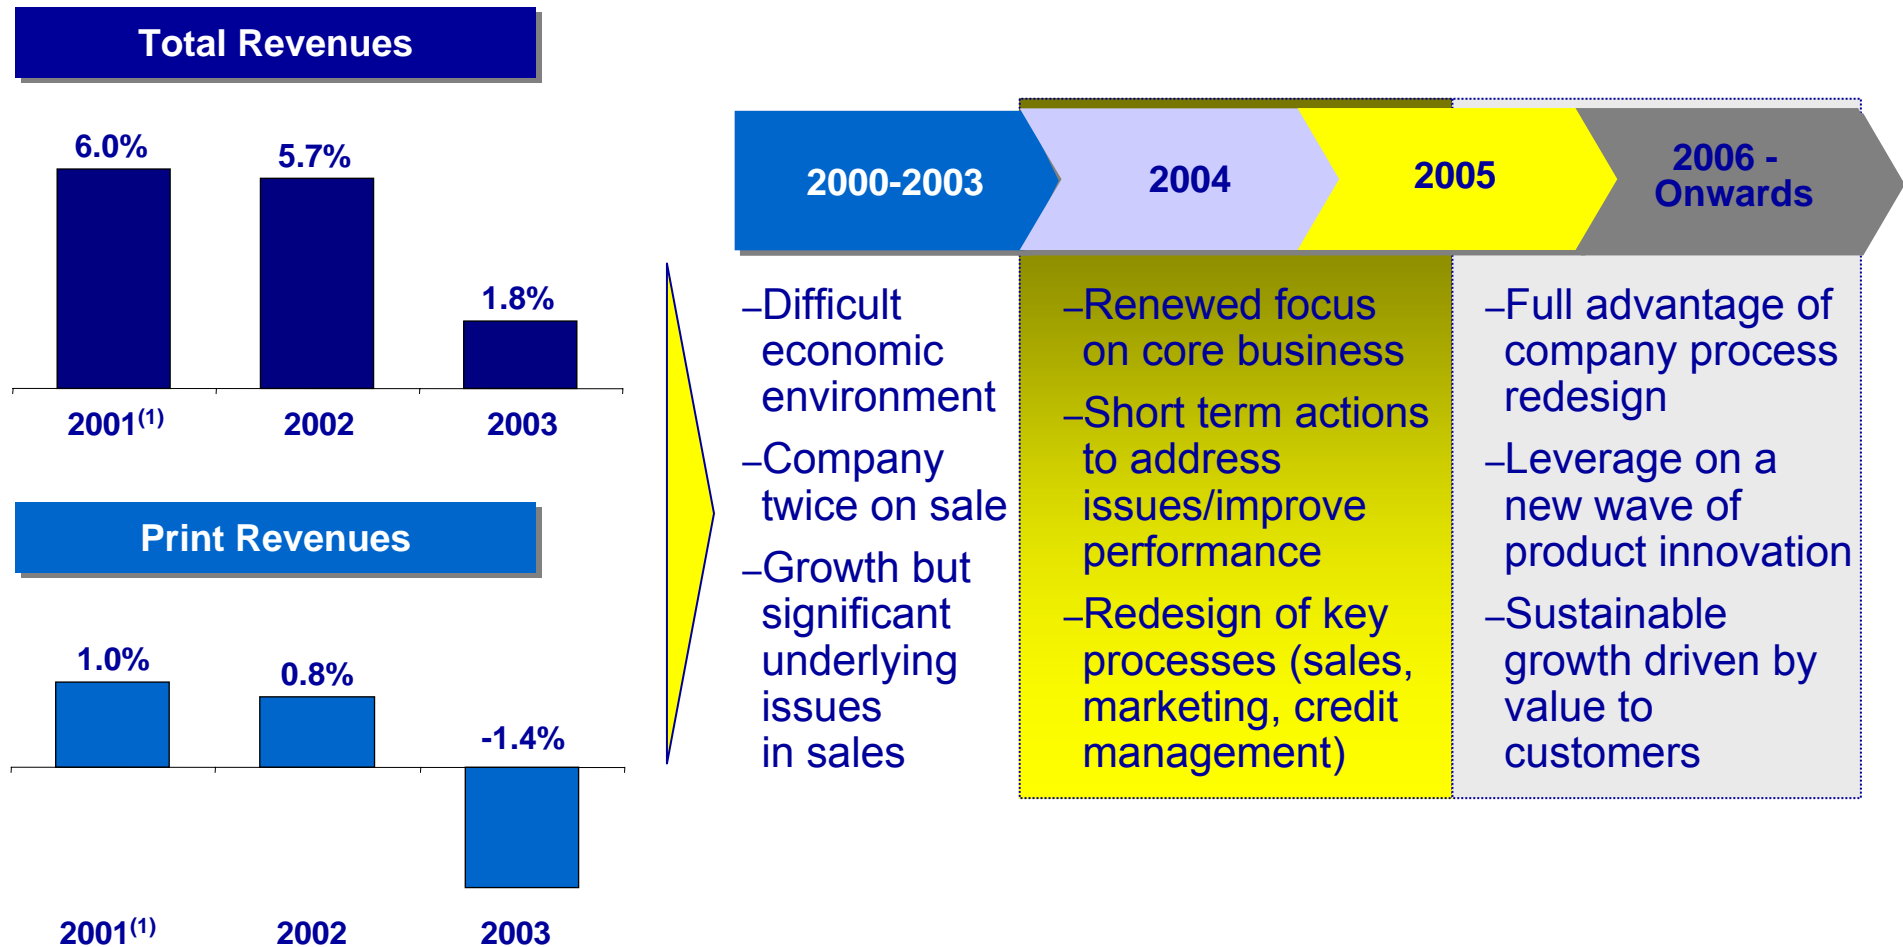 Total Revenues
6.0%
5.7%
1.8%
2001(1)
2002
2003
Print Revenues
1.0%
0.8%
-1.4%
2001(1)
2002
2003
2000-2003
2004
2005
2006 -
Onwards
–Difficult
economic
environment
–Company
twice on sale
–Growth but
significant
underlying
issues
in sales
–Renewed focus
on core business
–Short term actions
to address
issues/improve
performance
–Redesign of key
processes (sales,
marketing, credit
management)
–Full advantage of
company process
redesign
–Leverage on a
new wave of
product innovation
–Sustainable
growth driven by
value to
customers